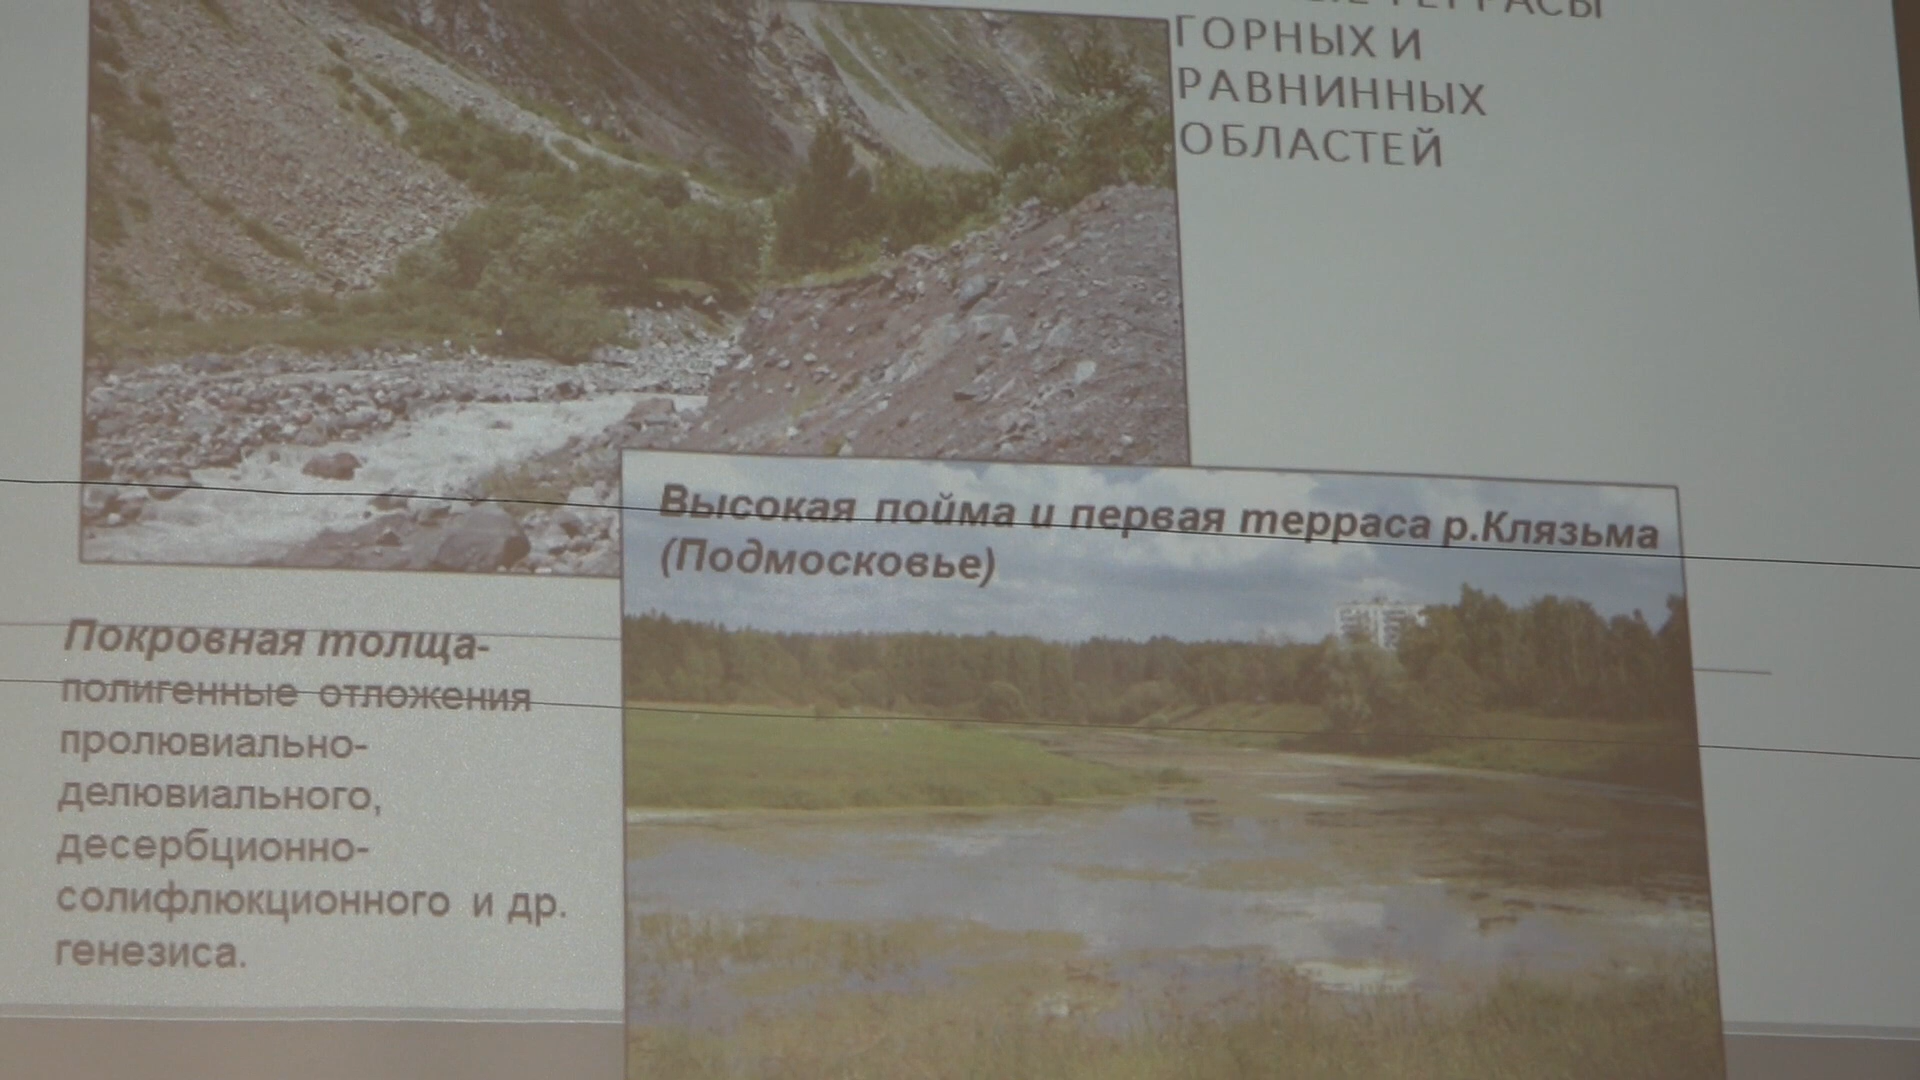 ТЕРРАСЫ
ГОРНЫХ И
РАВНИННЫХ
ОБЛАСТЕЙ
Высокая пойма и первая терраса р.Клязьма
(Подмосковье)
Покровная толща-
полигенные отложения
пролювиально-
делювиального,
десербционно-
солифлюкционного и др.
генезиса.